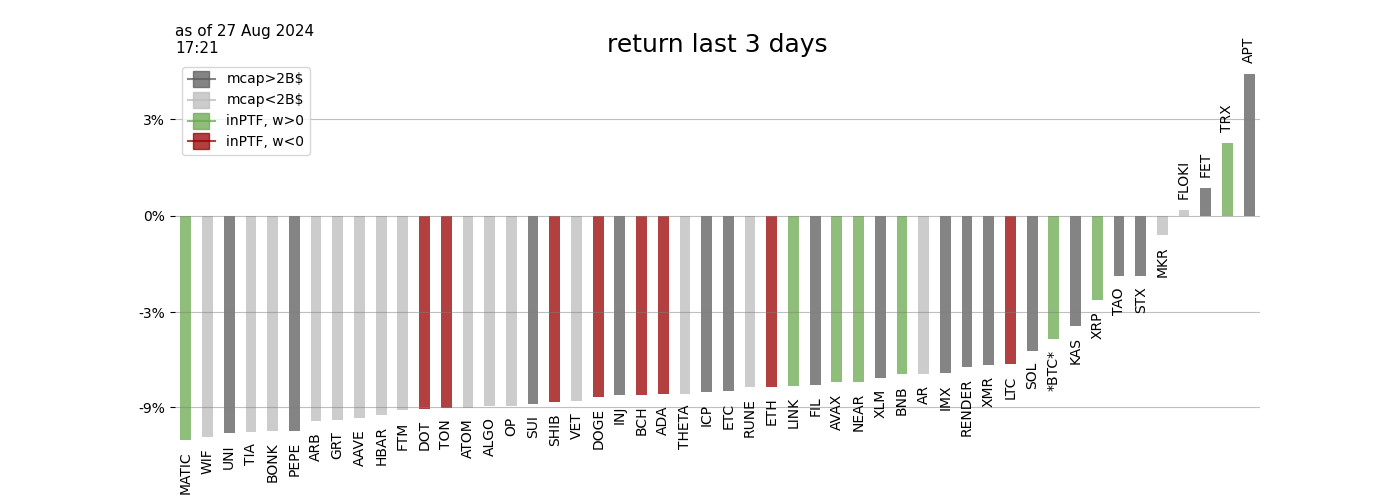 as of 27 Aug 2024
17:21
return last 3 days
mcap>2B$
mcap<2B$
inPTF, w>0
inPTF, w<0
3%
0%
-3%
-9%
MATIC
WIF
UNI
TIA
BONK
PEPE
ARB
GRT
AAVE
HBAR
FTM
DOT
TON
ATOM
ALGO
OP
SUI
SHIB
VET
DOGE
INJ
BCH
ADA
THETA
ICP
ETC
RUNE
ETH
LINK
FIL
AVAX
NEAR
XLM
BNB
AR
IMX
RENDER
XMR
LTC
SOL
*BTC*
KAS
XRP
TAO
STX
MKR
FLOKI
FET
TRX
APT